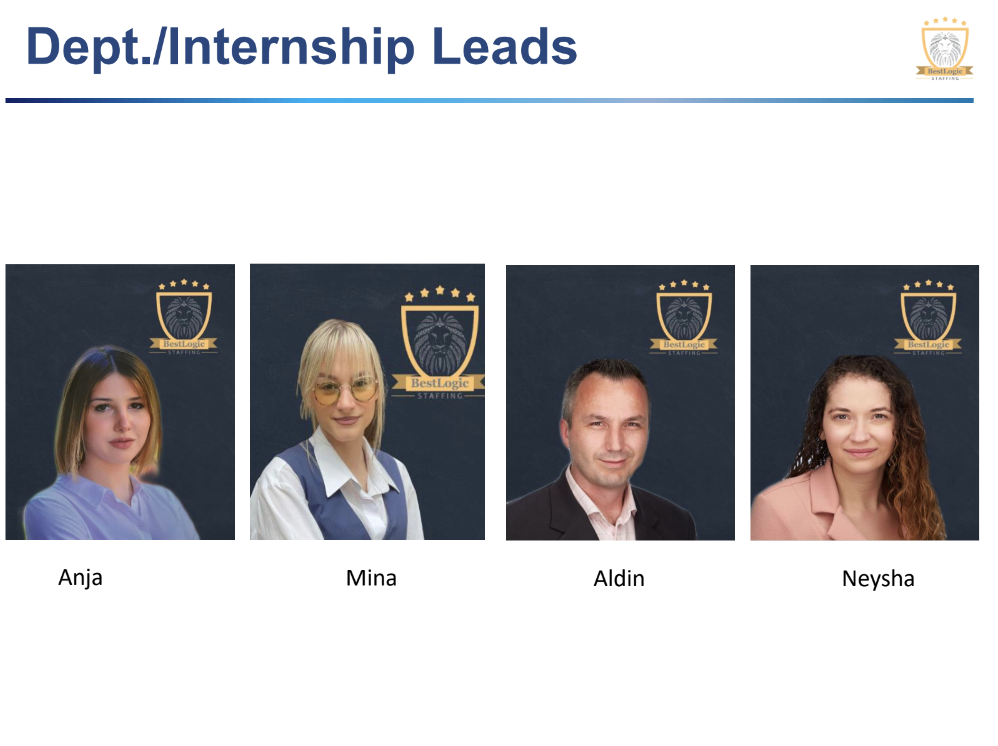 Dept./Internship Leads
BestLogic
STAFFING
BestLogic
STAFFING
BestLogic
STAFFING
BestLogic
STAFFING
BestLogic
STAFFING
Anja
Mina
Aldin
Neysha